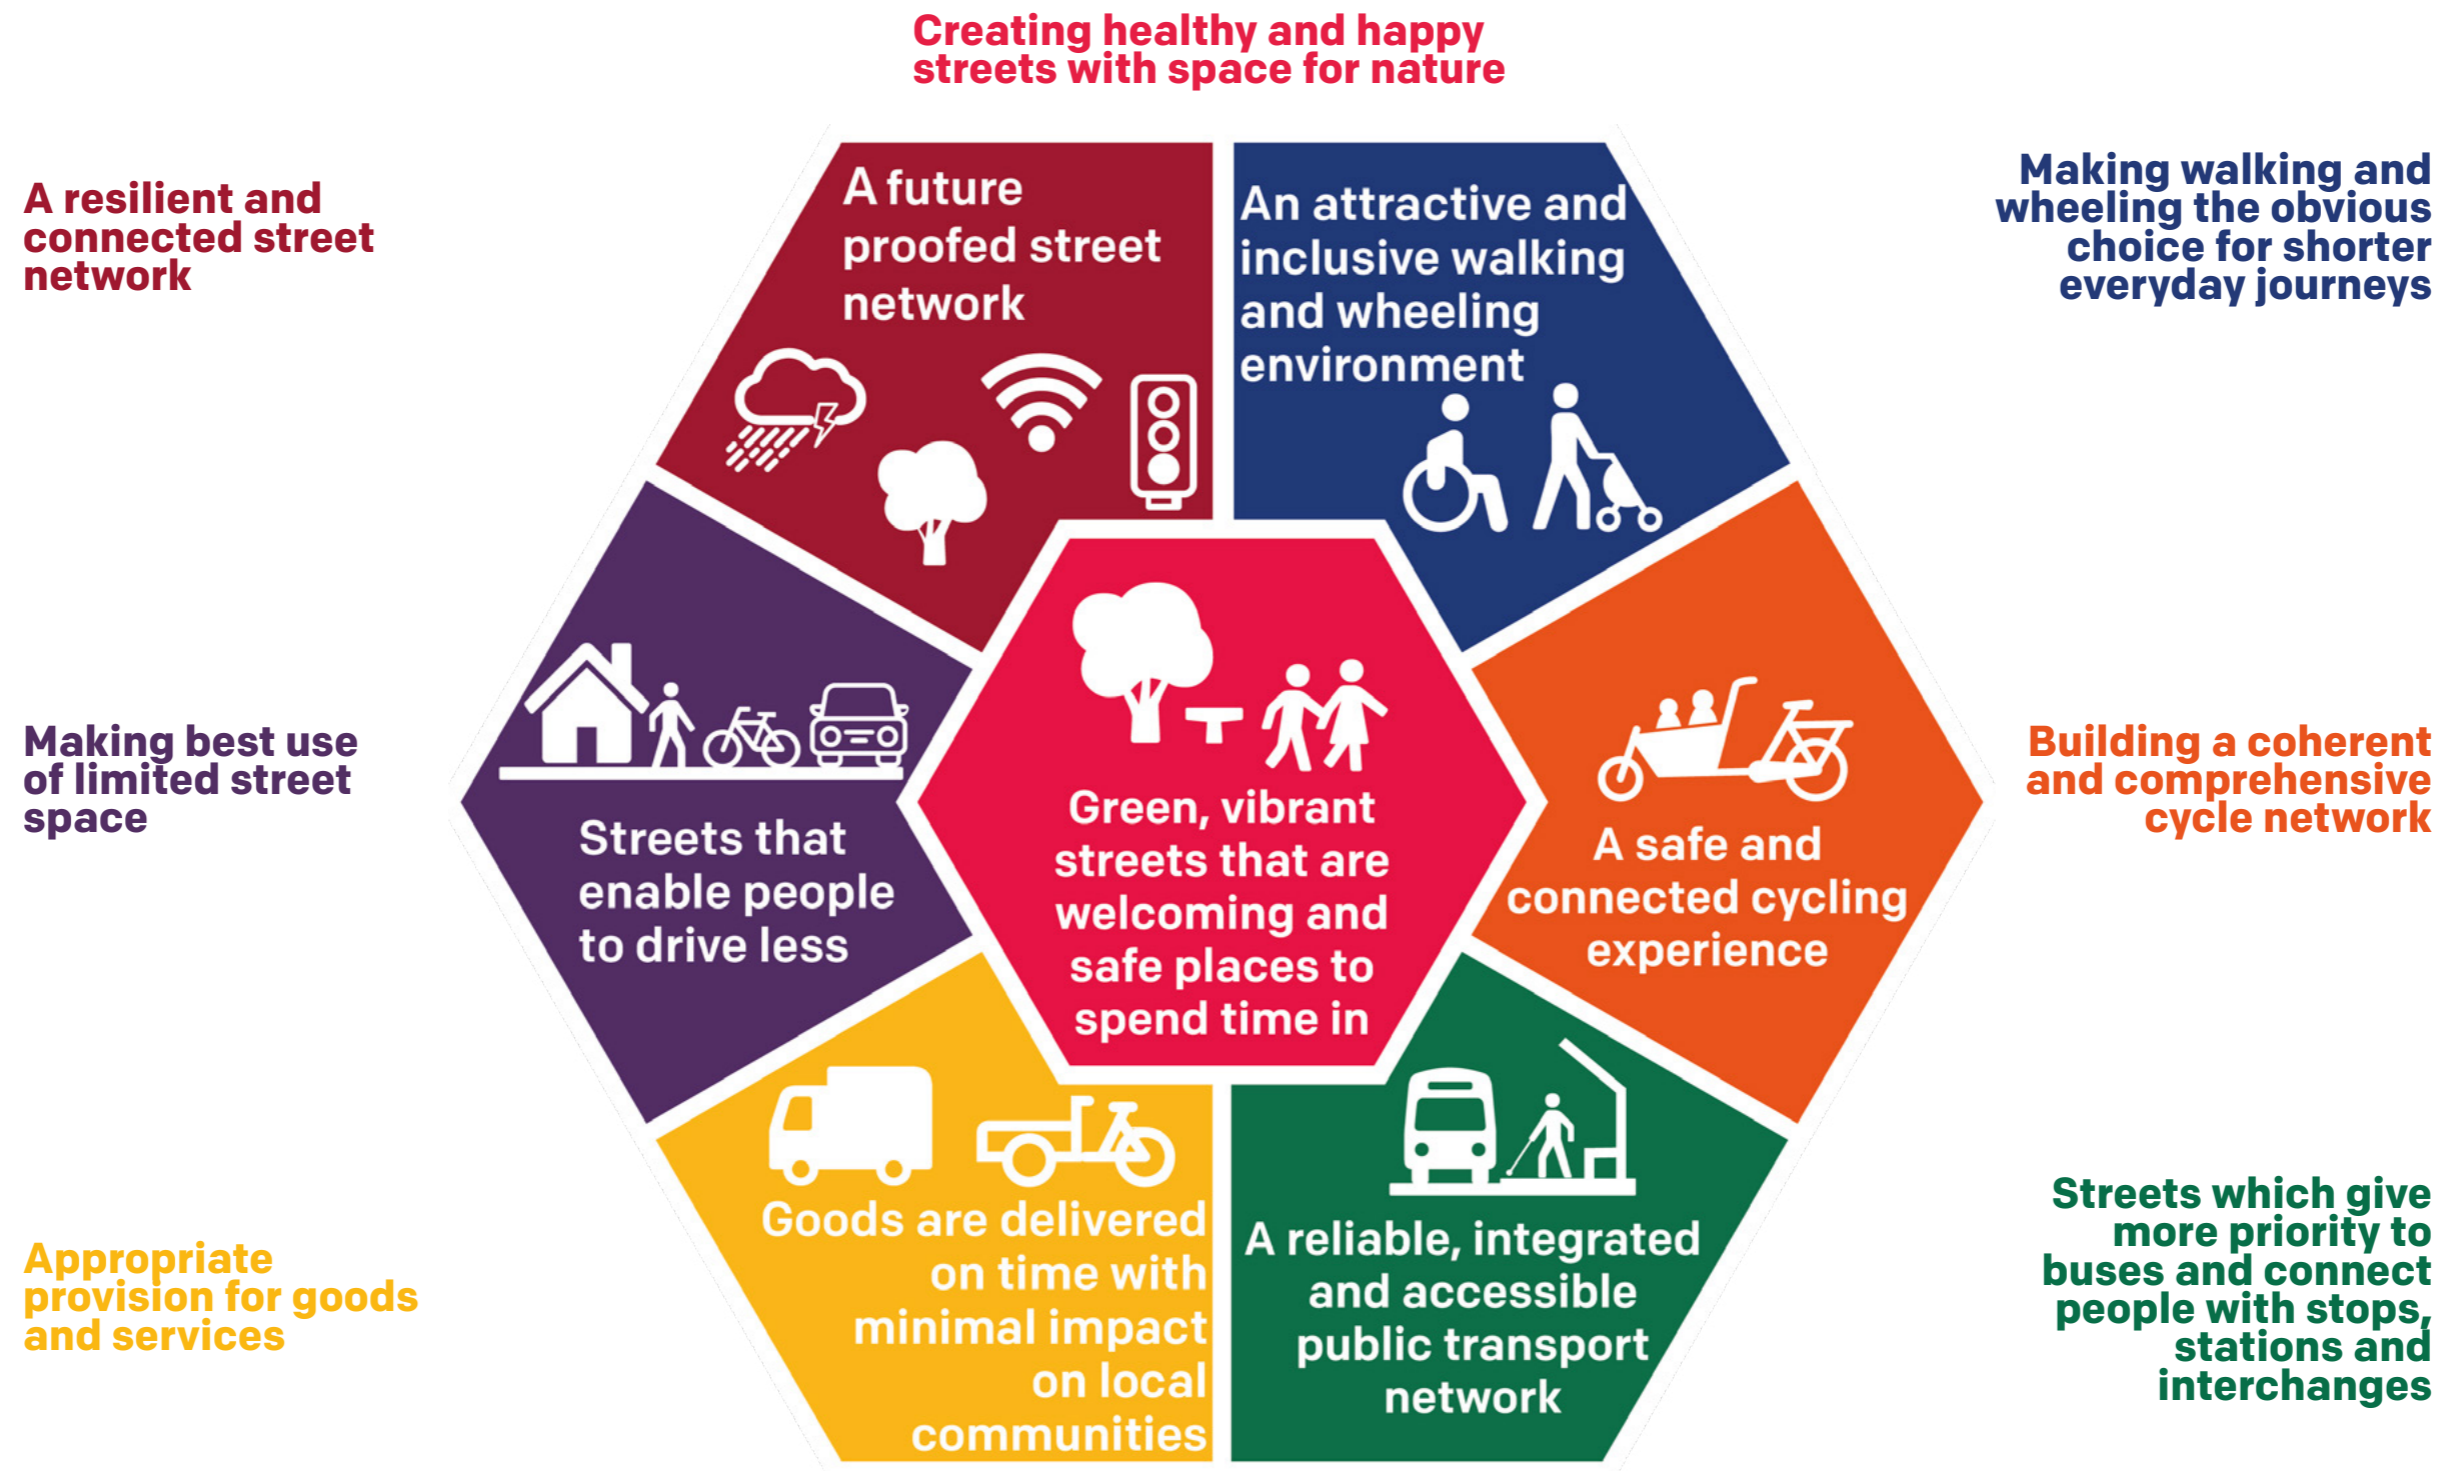 Creating healthy and happy
streets with space for nature
A resilient and
connected street
network
A future
proofed street
network
An attractive and
inclusive walking
and wheeling
environment
Making walking and
wheeling the obvious
choice for shorter
everyday journeys
Making best use
of limited street
space
Streets that
enable people
to drive less
Green, vibrant
streets that are
welcoming and
safe places to
spend time in
A safe and
connected cycling
experience
Building a coherent
and comprehensive
cycle network
Appropriate
provision for goods
and services
Goods are delivered
on time with
minimal impact
on local
communities
A reliable, integrated
and accessible
public transport
network
Streets which give
more priority to
buses and connect
people with stops,
stations and
interchanges